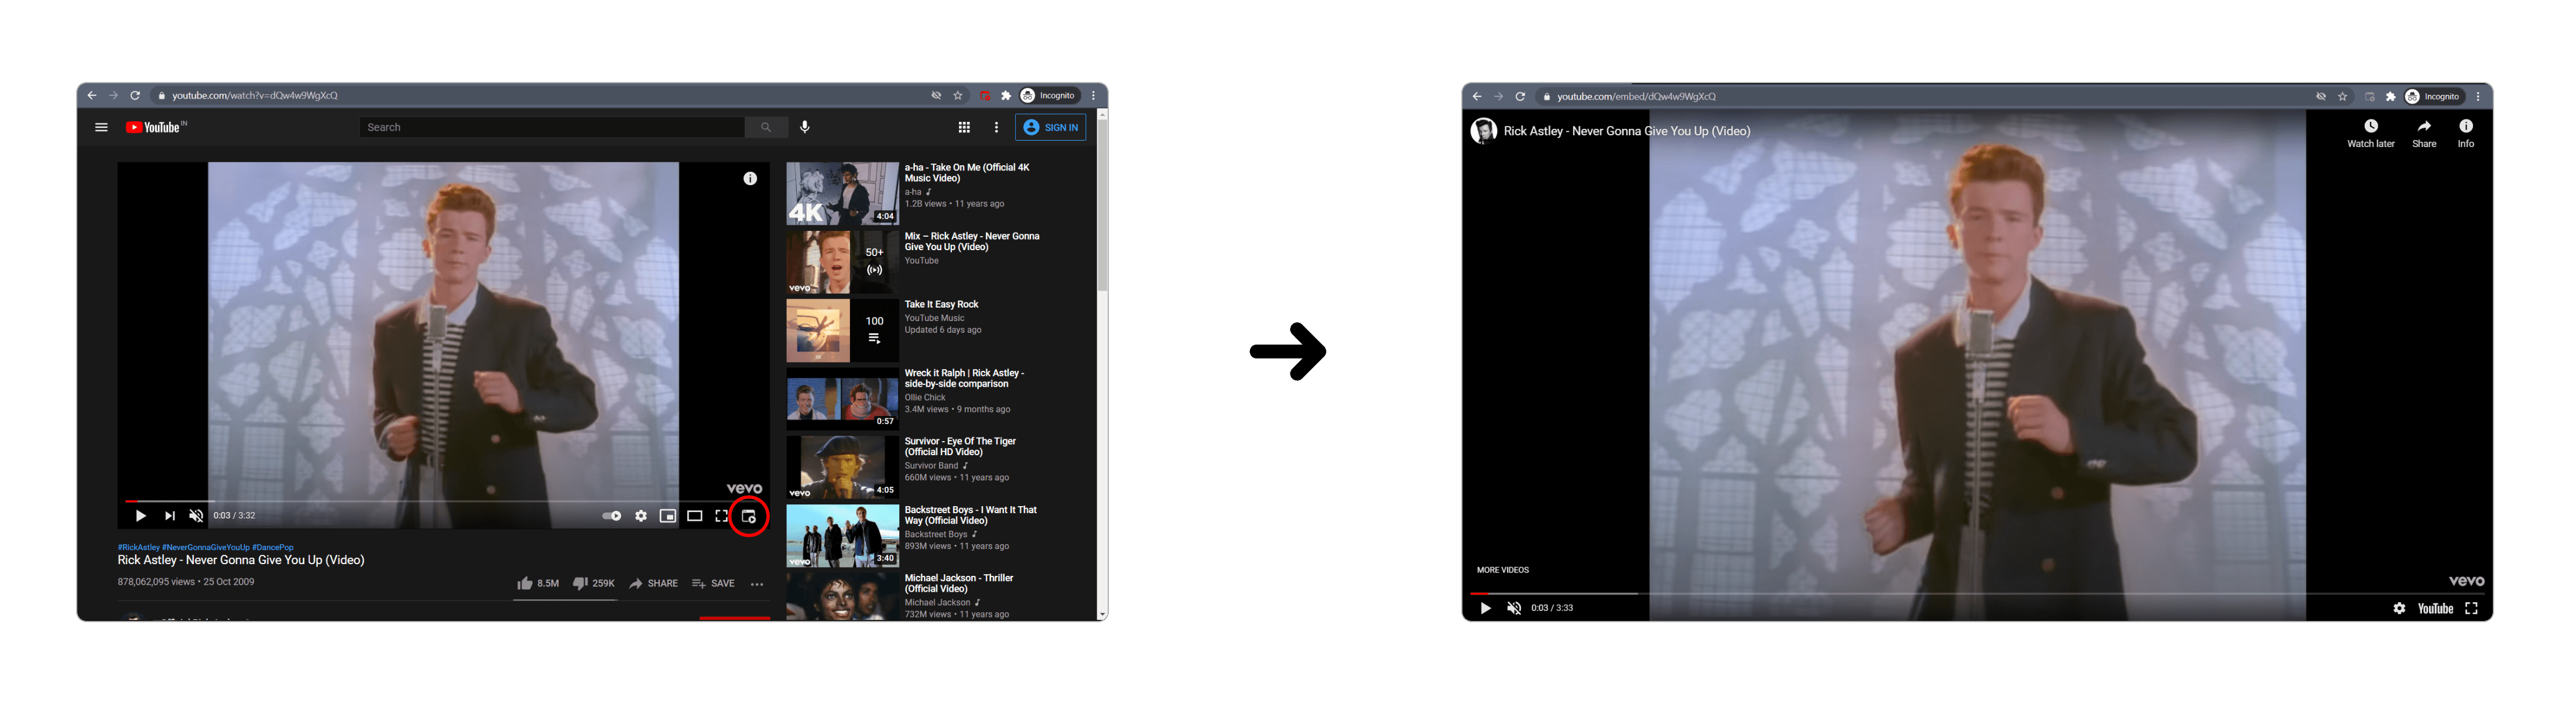 youtube.com/watch?v=dQw4w9WgXcQ
Incognito
YouTube IN
Search
SIGN IN
vevo
0:03 / 3:32
#RickAstley #NeverGonnaGiveYouUp #DancePop
Rick Astley - Never Gonna Give You Up (Video)
878,062,095 views • 25 Oct 2009
8.5M
259K
SHARE
SAVE
4K
4:04
a-ha - Take On Me (Official 4K
Music Video)
a-ha
1.2B views • 11 years ago
50+
vevo
Mix – Rick Astley - Never Gonna
Give You Up (Video)
YouTube
100
Take It Easy Rock
YouTube Music
Updated 6 days ago
0:57
Wreck it Ralph | Rick Astley -
side-by-side comparison
Ollie Chick
3.4M views • 9 months ago
vevo
4:05
Survivor - Eye Of The Tiger
(Official HD Video)
Survivor Band
660M views • 11 years ago
vevo
3:40
Backstreet Boys - I Want It That
Way (Official Video)
Backstreet Boys
893M views • 11 years ago
Michael Jackson - Thriller
(Official Video)
Michael Jackson
732M views • 11 years ago
youtube.com/embed/dQw4w9WgXcQ
Incognito
Rick Astley - Never Gonna Give You Up (Video)
Watch later
Share
Info
MORE VIDEOS
vevo
0:03 / 3:33
YouTube